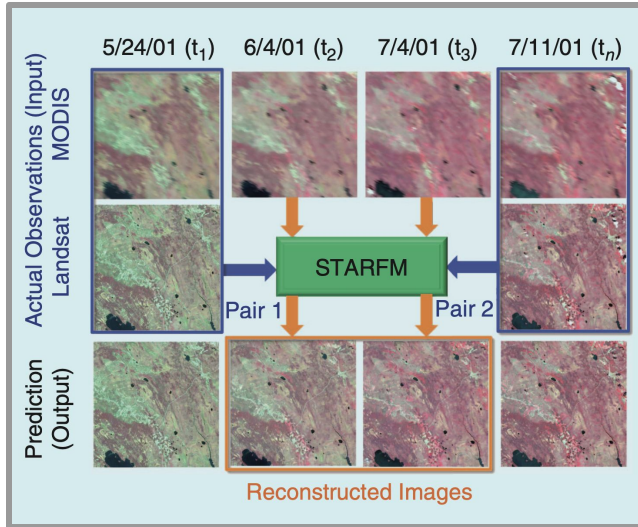 5/24/01 (t1) 6/4/01 (t2) 7/4/01 (t3) 7/11/01 (tn)
Actual Observations (Input)
MODIS
Landsat
STARFM
Pair 1
Pair 2
Prediction
(Output)
Reconstructed Images